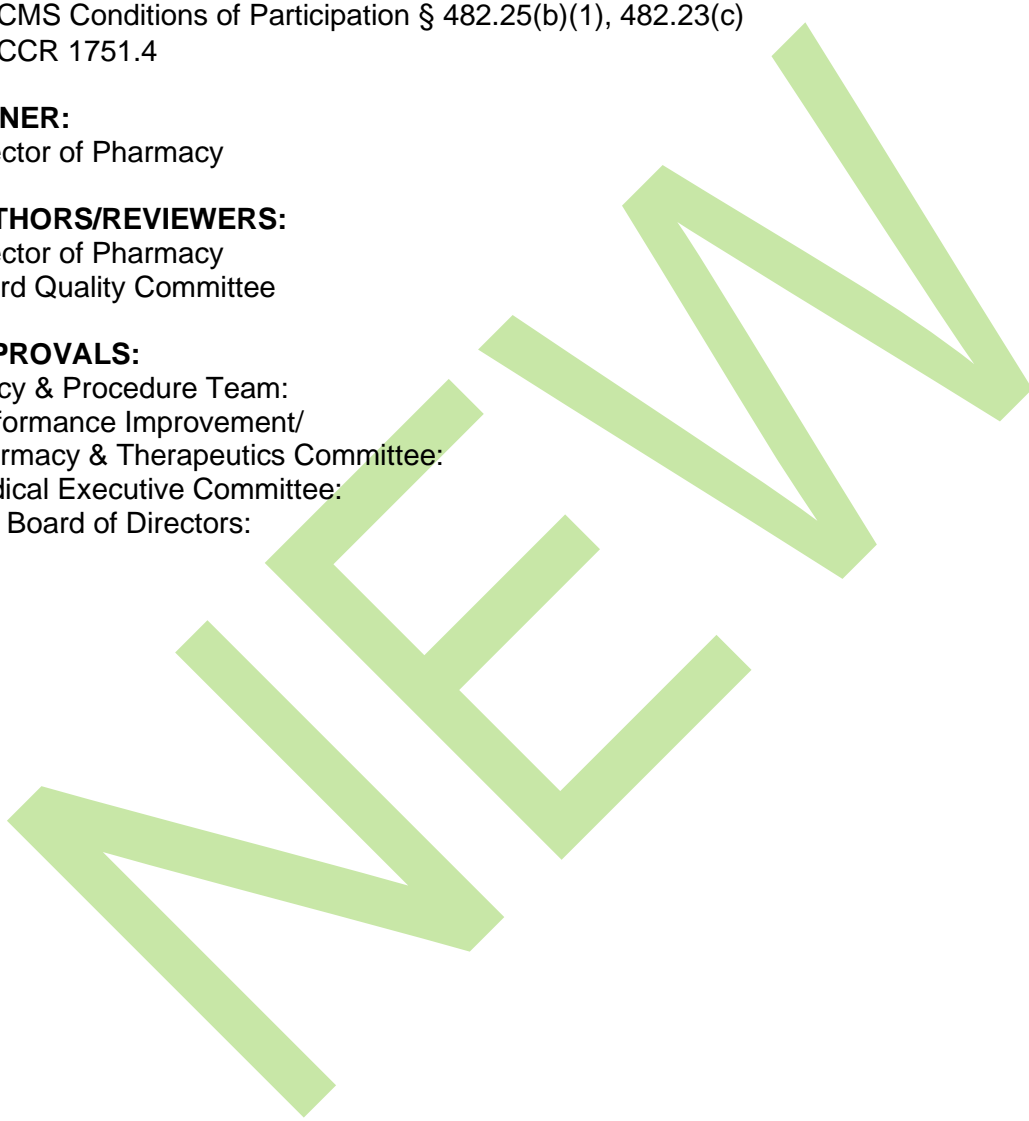 CMS Conditions of Participation § 482.25(b)(1), 482.23(c)
CCR 1751.4
NER:
ector of Pharmacy
THORS/REVIEWERS:
ector of Pharmacy
rd Quality Committee
PROVALS:
cy & Procedure Team:
formance Improvement/
rmacy & Therapeutics Committee:
dical Executive Committee:
Board of Directors:
NEW